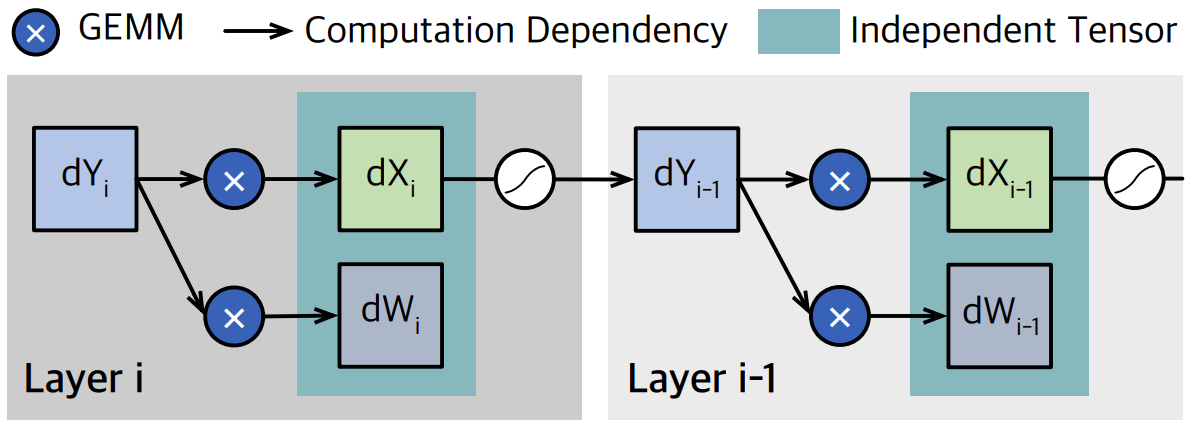 GEMM
Computation Dependency
Independent Tensor
dYᵢ
×
dXᵢ
×
dWᵢ
Layer i
dYᵢ₋₁
×
dXᵢ₋₁
×
dWᵢ₋₁
Layer i-1